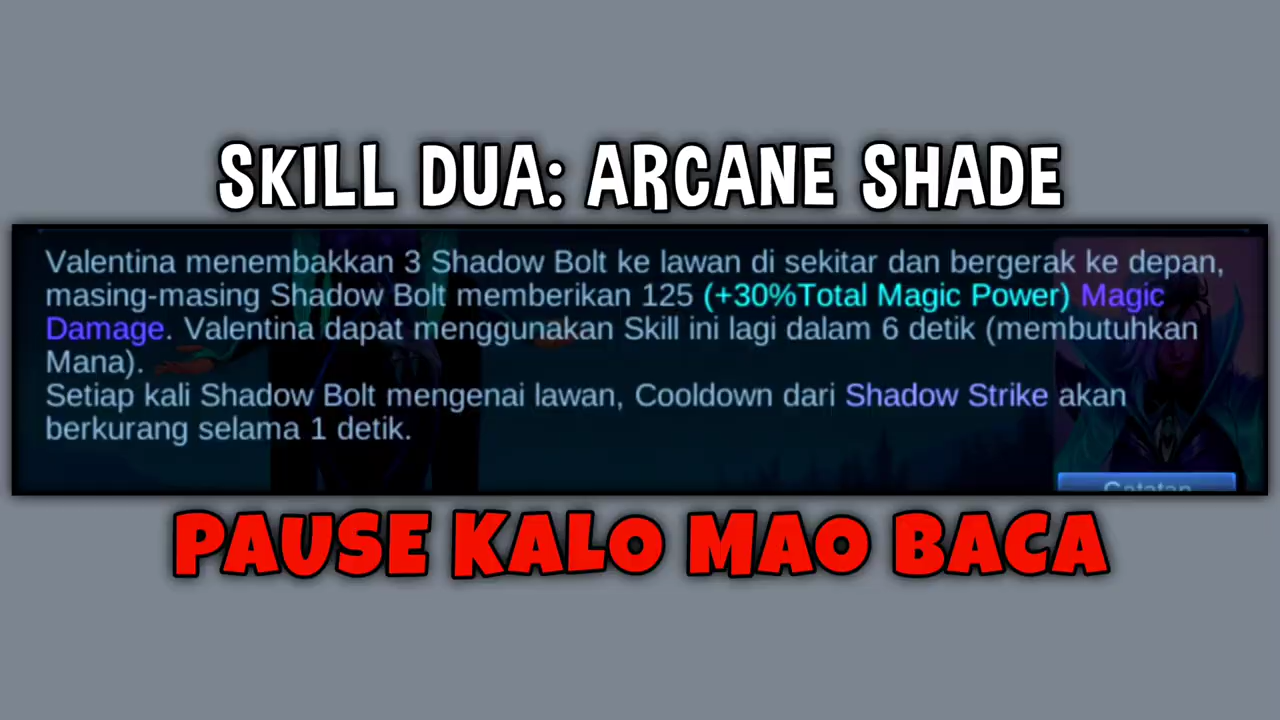 SKILL DUA: ARCANE SHADE
Valentina menembakkan 3 Shadow Bolt ke lawan di sekitar dan bergerak ke depan,
masing-masing Shadow Bolt memberikan 125 (+30%Total Magic Power) Magic
Damage. Valentina dapat menggunakan Skill ini lagi dalam 6 detik (membutuhkan
Mana).
Setiap kali Shadow Bolt mengenai lawan, Cooldown dari Shadow Strike akan
berkurang selama 1 detik.
Catatan
PAUSE KALO MAO BACA